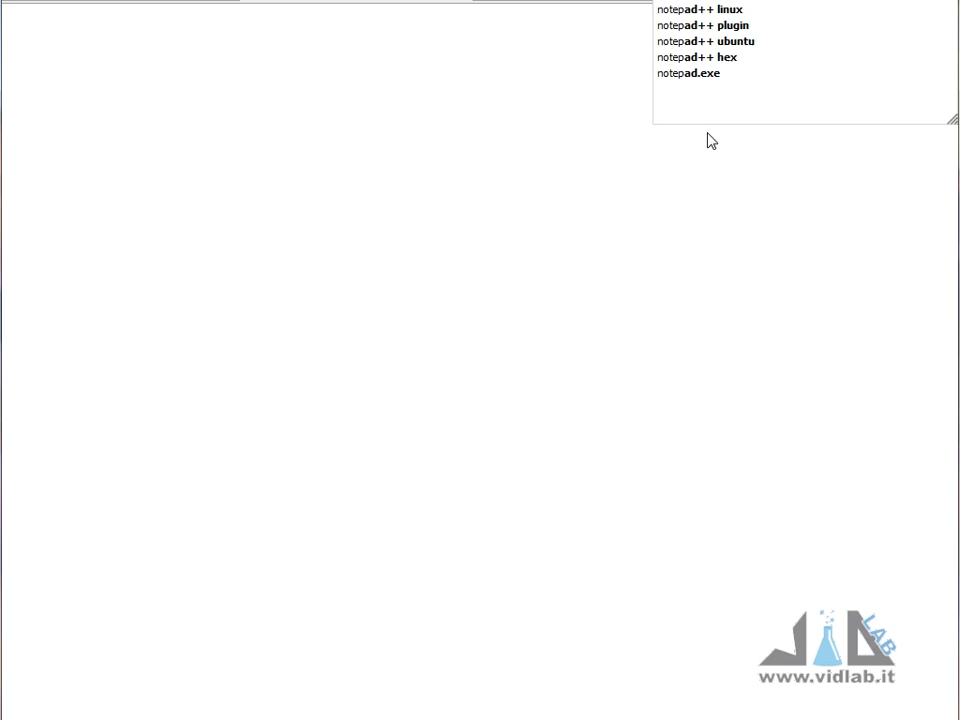 notepad++ linux
notepad++ plugin
notepad++ ubuntu
notepad++ hex
notepad.exe
LAB
www.vidlab.it